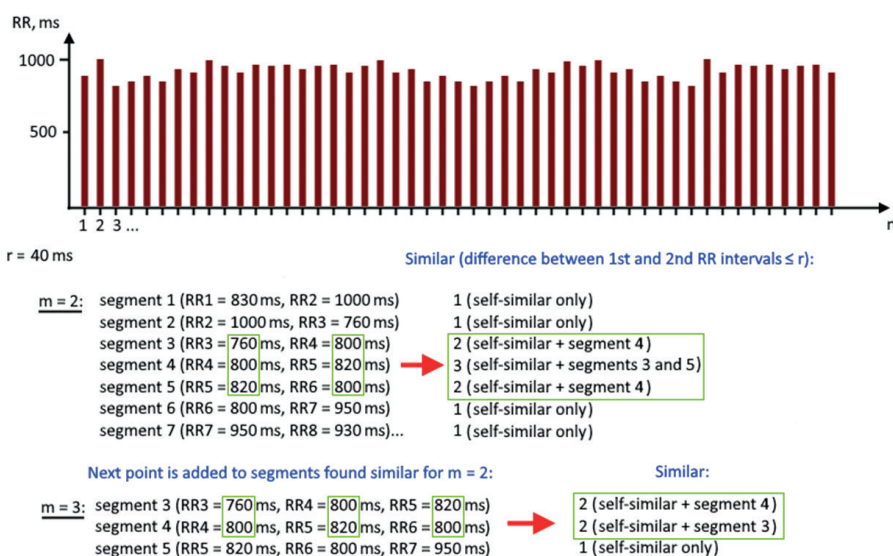 RR, ms
1000
500
1 2 3 ...
r = 40 ms
Similar (difference between 1st and 2nd RR intervals ≤ r):
m = 2: segment 1 (RR1 = 830 ms, RR2 = 1000 ms) 1 (self-similar only)
segment 2 (RR2 = 1000 ms, RR3 = 760 ms) 1 (self-similar only)
segment 3 (RR3 = 760 ms, RR4 = 800 ms) 2 (self-similar + segment 4)
segment 4 (RR4 = 800 ms, RR5 = 820 ms) 3 (self-similar + segments 3 and 5)
segment 5 (RR5 = 820 ms, RR6 = 800 ms) 2 (self-similar + segment 4)
segment 6 (RR6 = 800 ms, RR7 = 950 ms) 1 (self-similar only)
segment 7 (RR7 = 950 ms, RR8 = 930 ms)... 1 (self-similar only)
Next point is added to segments found similar for m = 2: Similar:
m = 3: segment 3 (RR3 = 760 ms, RR4 = 800 ms, RR5 = 820 ms) 2 (self-similar + segment 4)
segment 4 (RR4 = 800 ms, RR5 = 820 ms, RR6 = 800 ms) 2 (self-similar + segment 3)
segment 5 (RR5 = 820 ms, RR6 = 800 ms, RR7 = 950 ms) 1 (self-similar only)